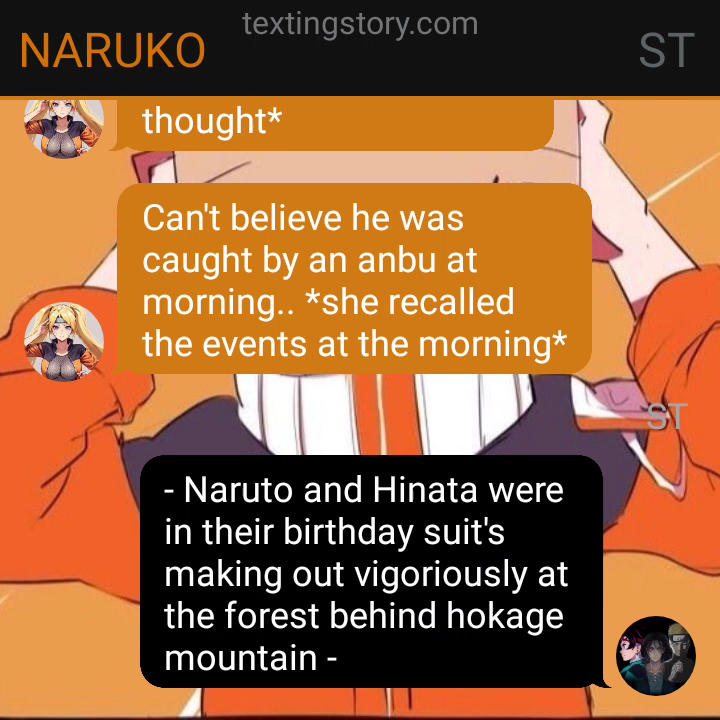 textingstory.com
NARUKO
ST
thought*
Can't believe he was
caught by an anbu at
morning.. *she recalled
the events at the morning*
ST
- Naruto and Hinata were
in their birthday suit's
making out vigoriously at
the forest behind hokage
mountain -